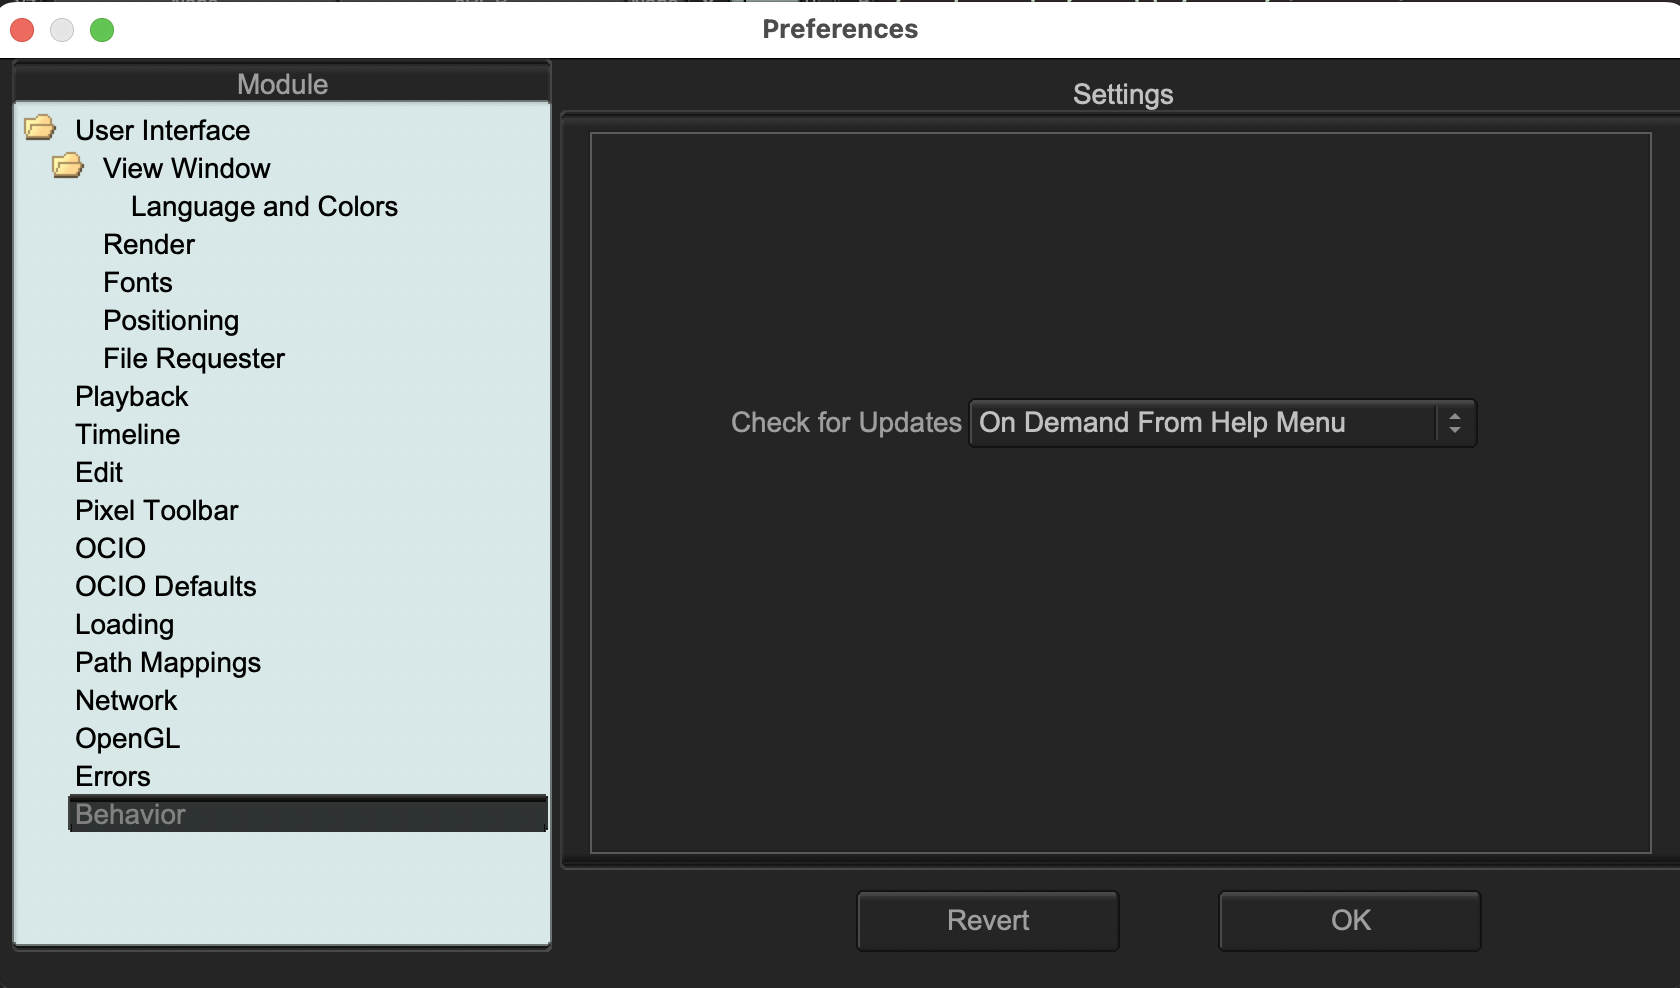 Preferences
Module
User Interface
View Window
Language and Colors
Render
Fonts
Positioning
File Requester
Playback
Timeline
Edit
Pixel Toolbar
OCIO
OCIO Defaults
Loading
Path Mappings
Network
OpenGL
Errors
Behavior
Settings
Check for Updates On Demand From Help Menu
Revert OK